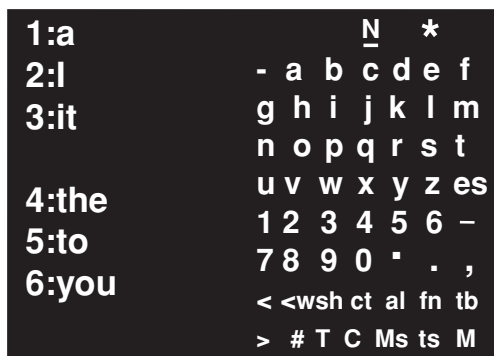 1:a
2:I
3:it
4:the
5:to
6:you
N *
- a b c d e f
g h i j k l m
n o p q r s t
u v w x y z es
1 2 3 4 5 6 –
7 8 9 0 ▪ . ,
< <w sh ct al fn tb
> # T C Ms ts M